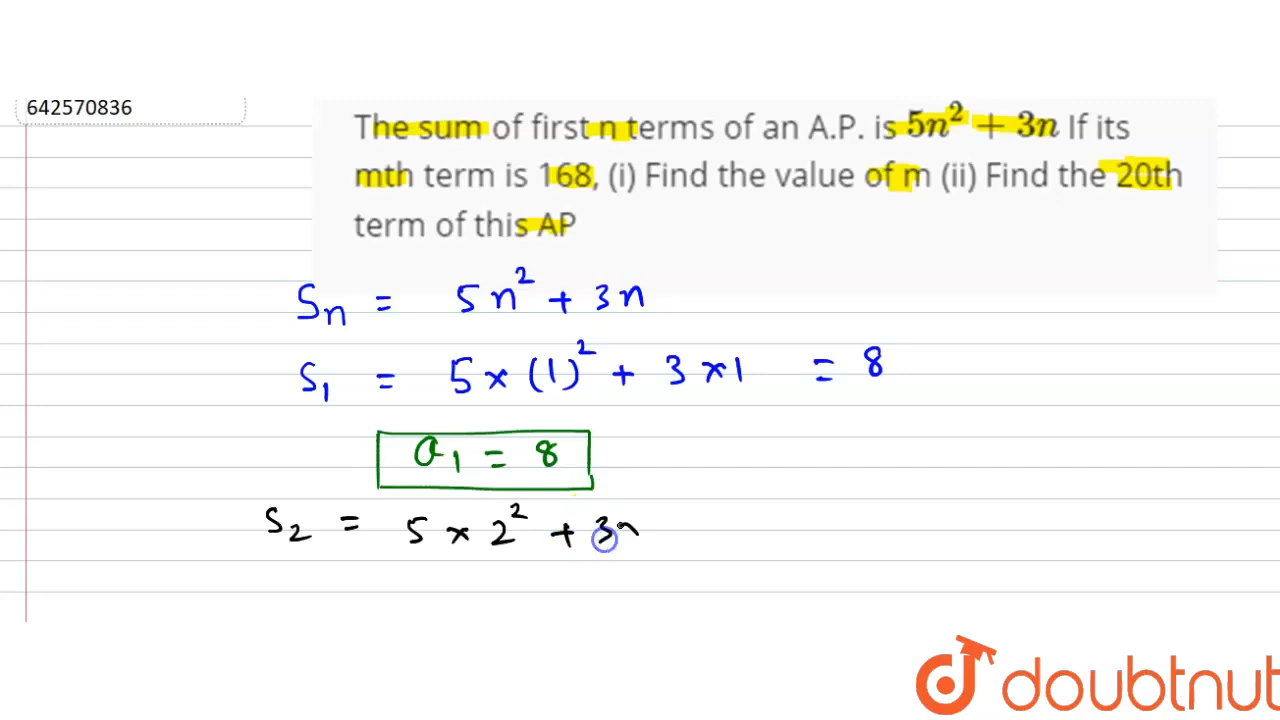 642570836
The sum of first n terms of an A.P. is 5n² + 3n If its
mth term is 168, (i) Find the value of m (ii) Find the 20th
term of this AP
Sₙ = 5n² + 3n
S₁ = 5 × (1)² + 3 × 1 = 8
a₁ = 8
S₂ = 5 × 2² + 3
doubtnut